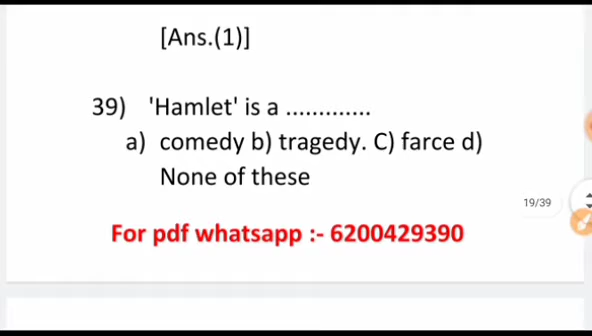 [Ans.(1)]
39) 'Hamlet' is a .............
a) comedy b) tragedy. C) farce d)
None of these
19/39
For pdf whatsapp :- 6200429390